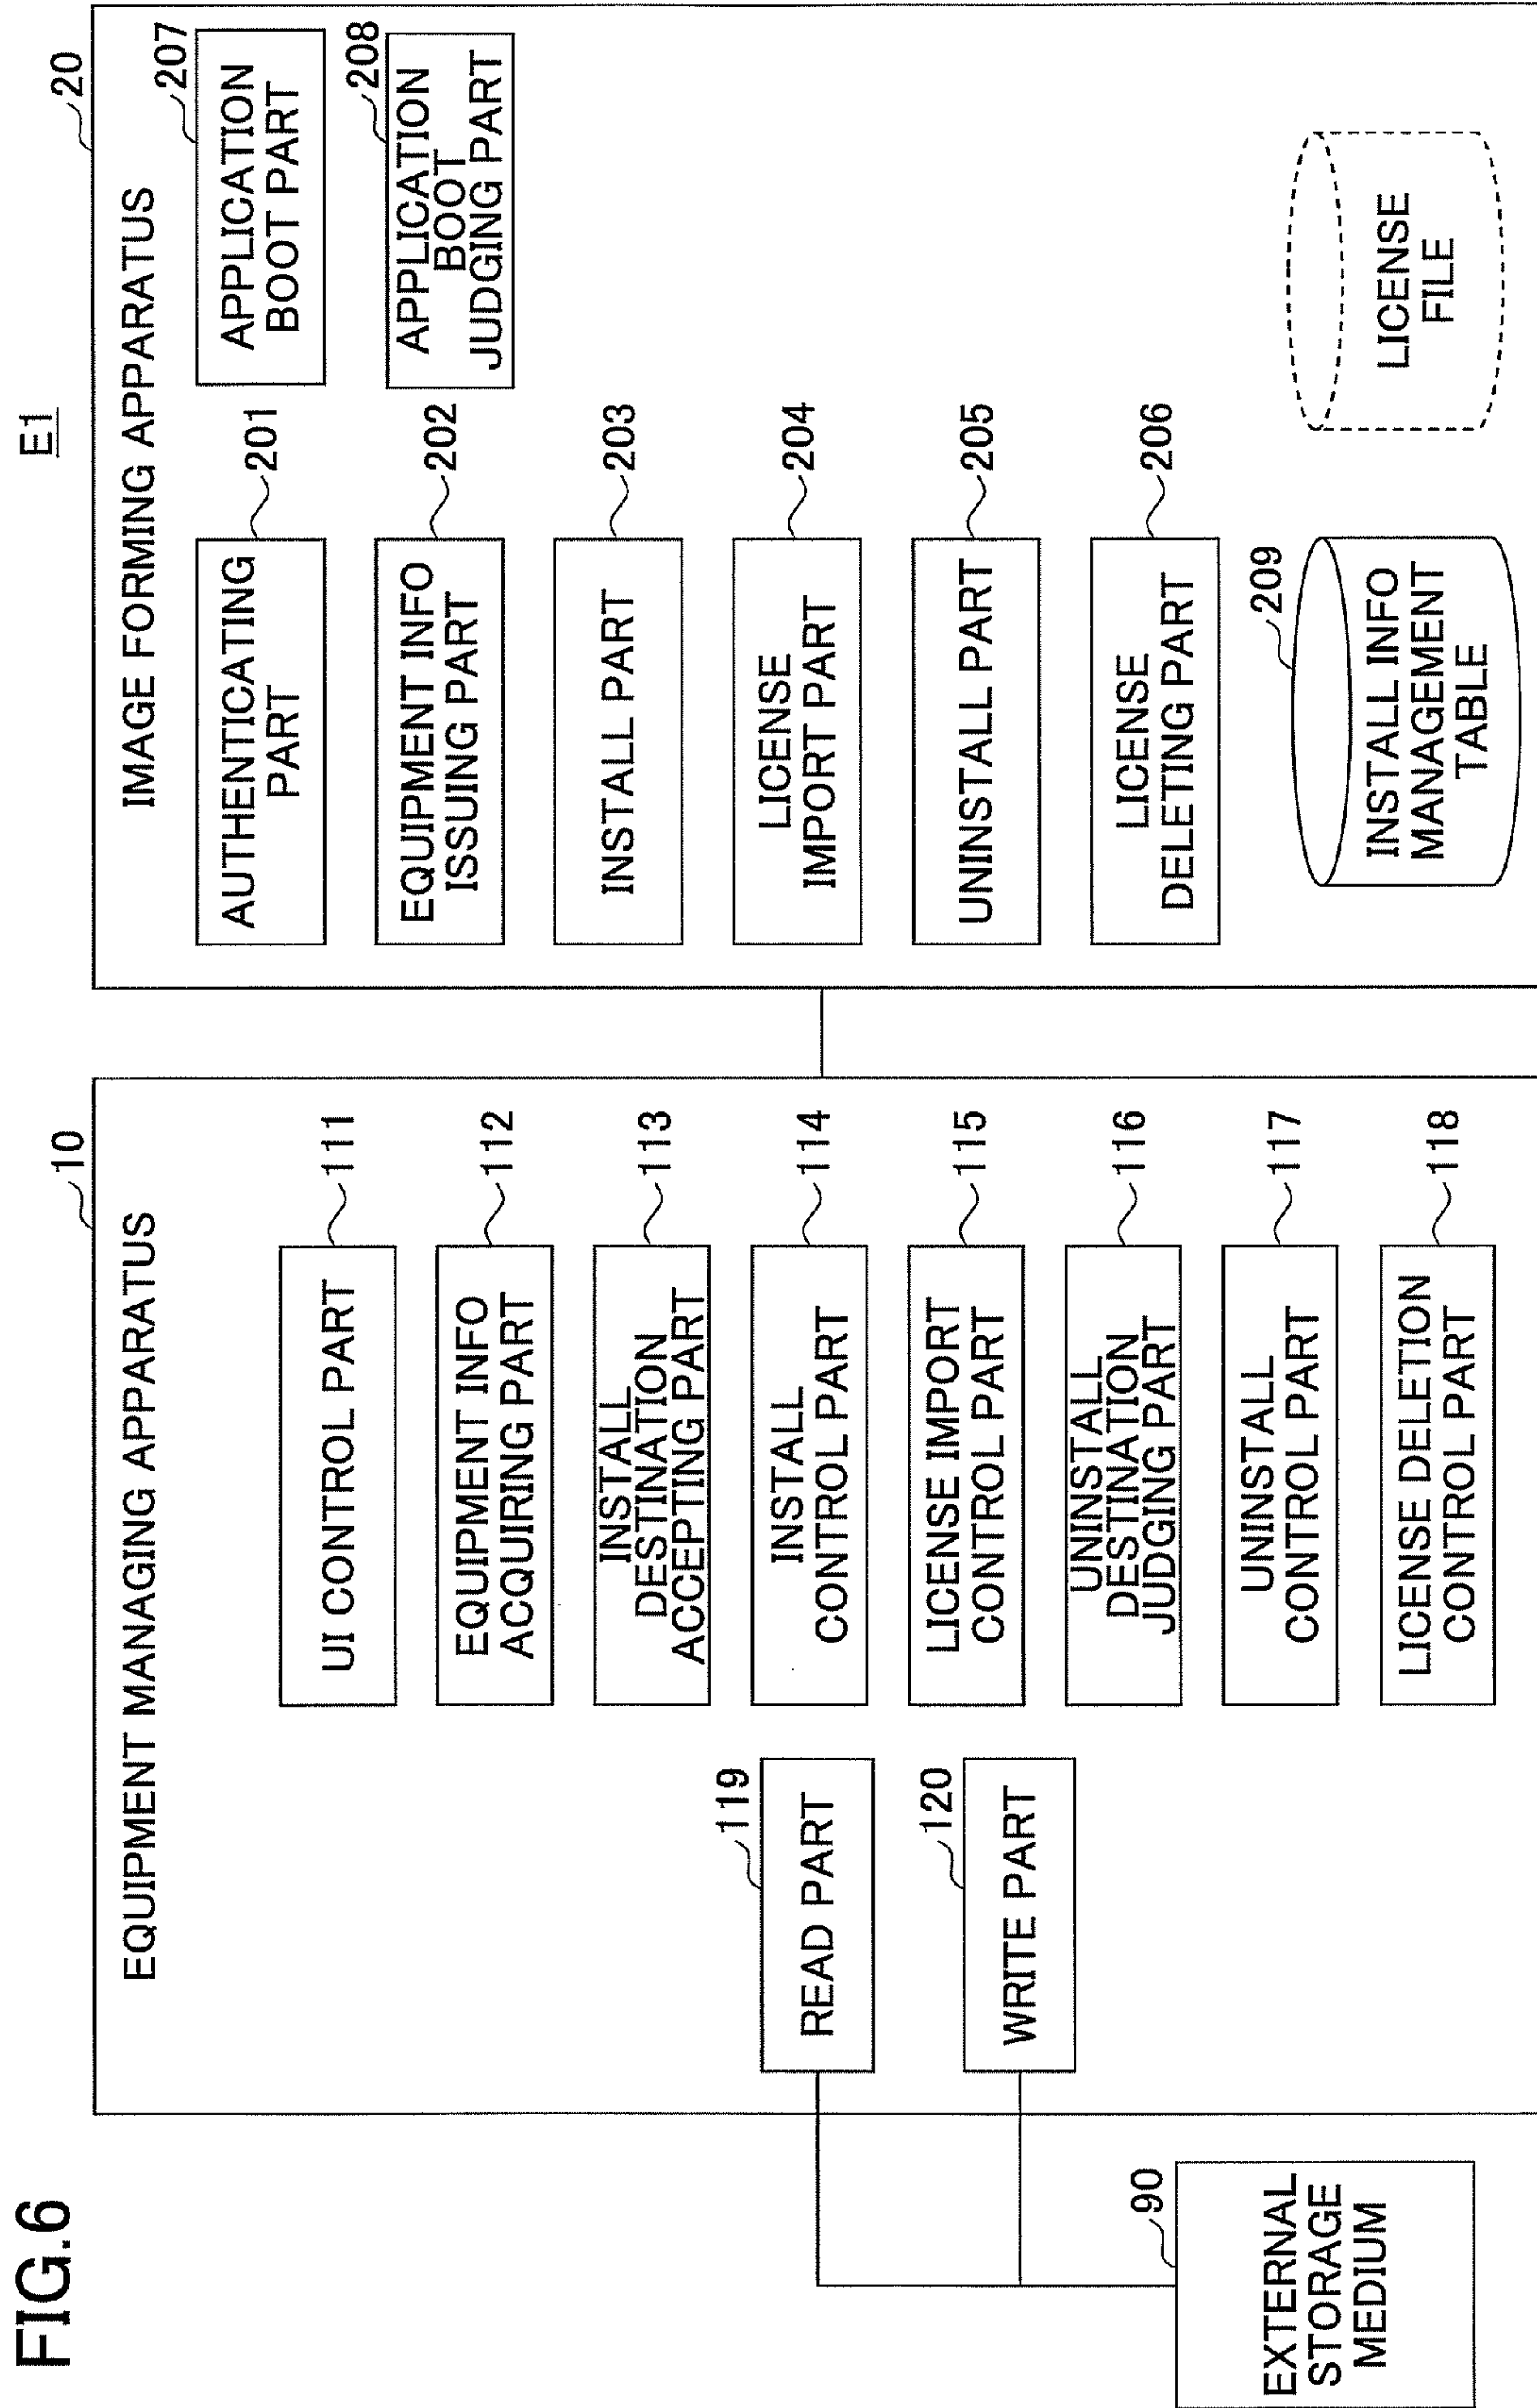 FIG.6
E1
10
EQUIPMENT MANAGING APPARATUS
UI CONTROL PART
111
EQUIPMENT INFO
ACQUIRING PART
112
INSTALL
DESTINATION
ACCEPTING PART
113
INSTALL
CONTROL PART
114
LICENSE IMPORT
CONTROL PART
115
UNINSTALL
DESTINATION
JUDGING PART
116
UNINSTALL
CONTROL PART
117
LICENSE DELETION
CONTROL PART
118
119
READ PART
120
WRITE PART
90
EXTERNAL
STORAGE
MEDIUM
20
IMAGE FORMING APPARATUS
AUTHENTICATING
PART
201
EQUIPMENT INFO
ISSUING PART
202
INSTALL PART
203
LICENSE
IMPORT PART
204
UNINSTALL PART
205
LICENSE
DELETING PART
206
207
APPLICATION
BOOT PART
208
APPLICATION
BOOT
JUDGING PART
209
INSTALL INFO
MANAGEMENT
TABLE
LICENSE
FILE